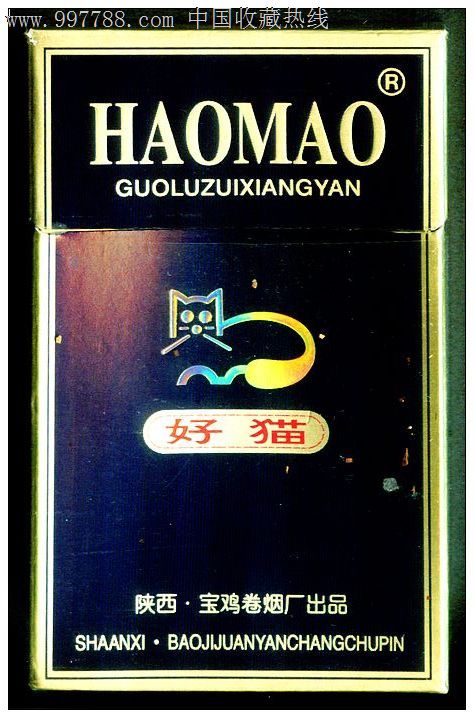 www.997788.com 中国收藏热线
®
HAOMAO
GUOLUZUIXIANGYAN
好猫
陕西·宝鸡卷烟厂出品
SHAANXI·BAOJIJUANYANCHANGCHUPIN